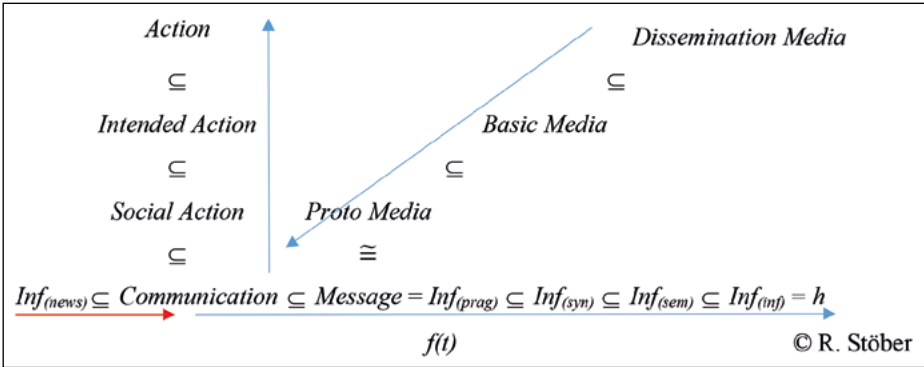 Action Dissemination Media
⊆ ⊆
Intended Action Basic Media
⊆ ⊆
Social Action Proto Media
⊆ ≅
Inf(news) ⊆ Communication ⊆ Message = Inf(prag) ⊆ Inf(syn) ⊆ Inf(sem) ⊆ Inf(inf) = h
f(t) © R. Stöber